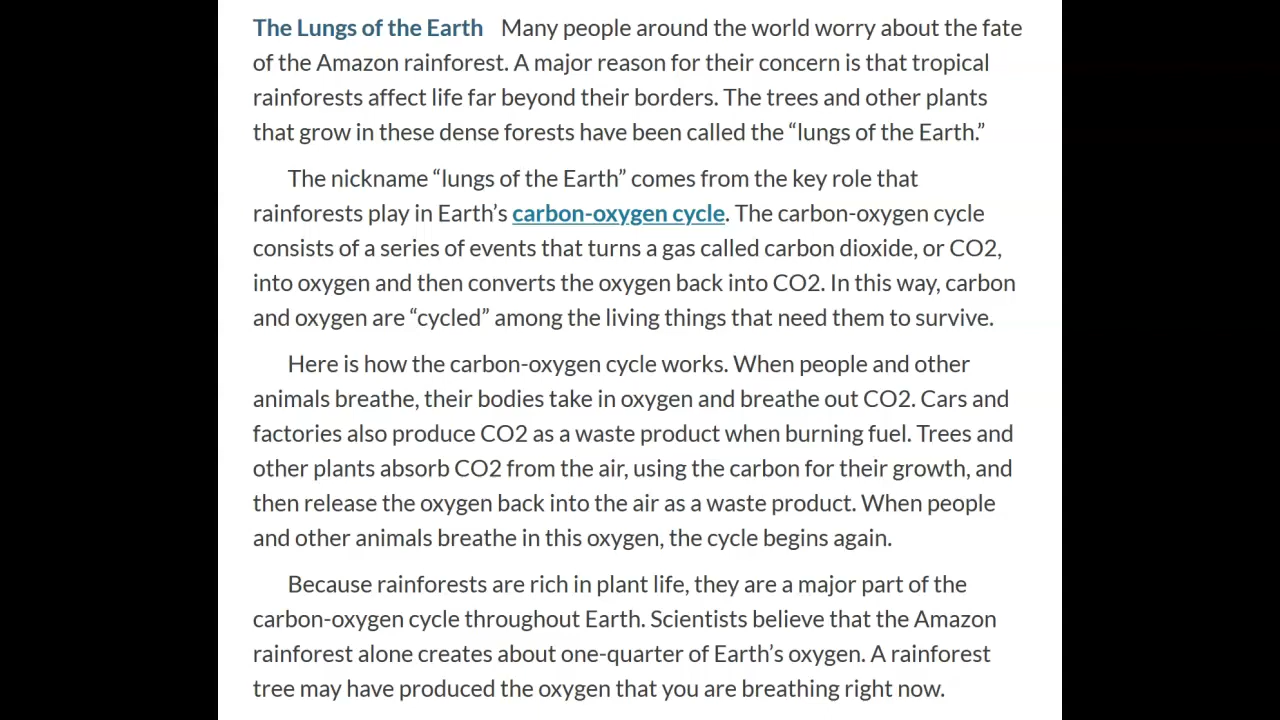 The Lungs of the Earth Many people around the world worry about the fate
of the Amazon rainforest. A major reason for their concern is that tropical
rainforests affect life far beyond their borders. The trees and other plants
that grow in these dense forests have been called the “lungs of the Earth.”
The nickname “lungs of the Earth” comes from the key role that
rainforests play in Earth’s carbon-oxygen cycle. The carbon-oxygen cycle
consists of a series of events that turns a gas called carbon dioxide, or CO2,
into oxygen and then converts the oxygen back into CO2. In this way, carbon
and oxygen are “cycled” among the living things that need them to survive.
Here is how the carbon-oxygen cycle works. When people and other
animals breathe, their bodies take in oxygen and breathe out CO2. Cars and
factories also produce CO2 as a waste product when burning fuel. Trees and
other plants absorb CO2 from the air, using the carbon for their growth, and
then release the oxygen back into the air as a waste product. When people
and other animals breathe in this oxygen, the cycle begins again.
Because rainforests are rich in plant life, they are a major part of the
carbon-oxygen cycle throughout Earth. Scientists believe that the Amazon
rainforest alone creates about one-quarter of Earth’s oxygen. A rainforest
tree may have produced the oxygen that you are breathing right now.